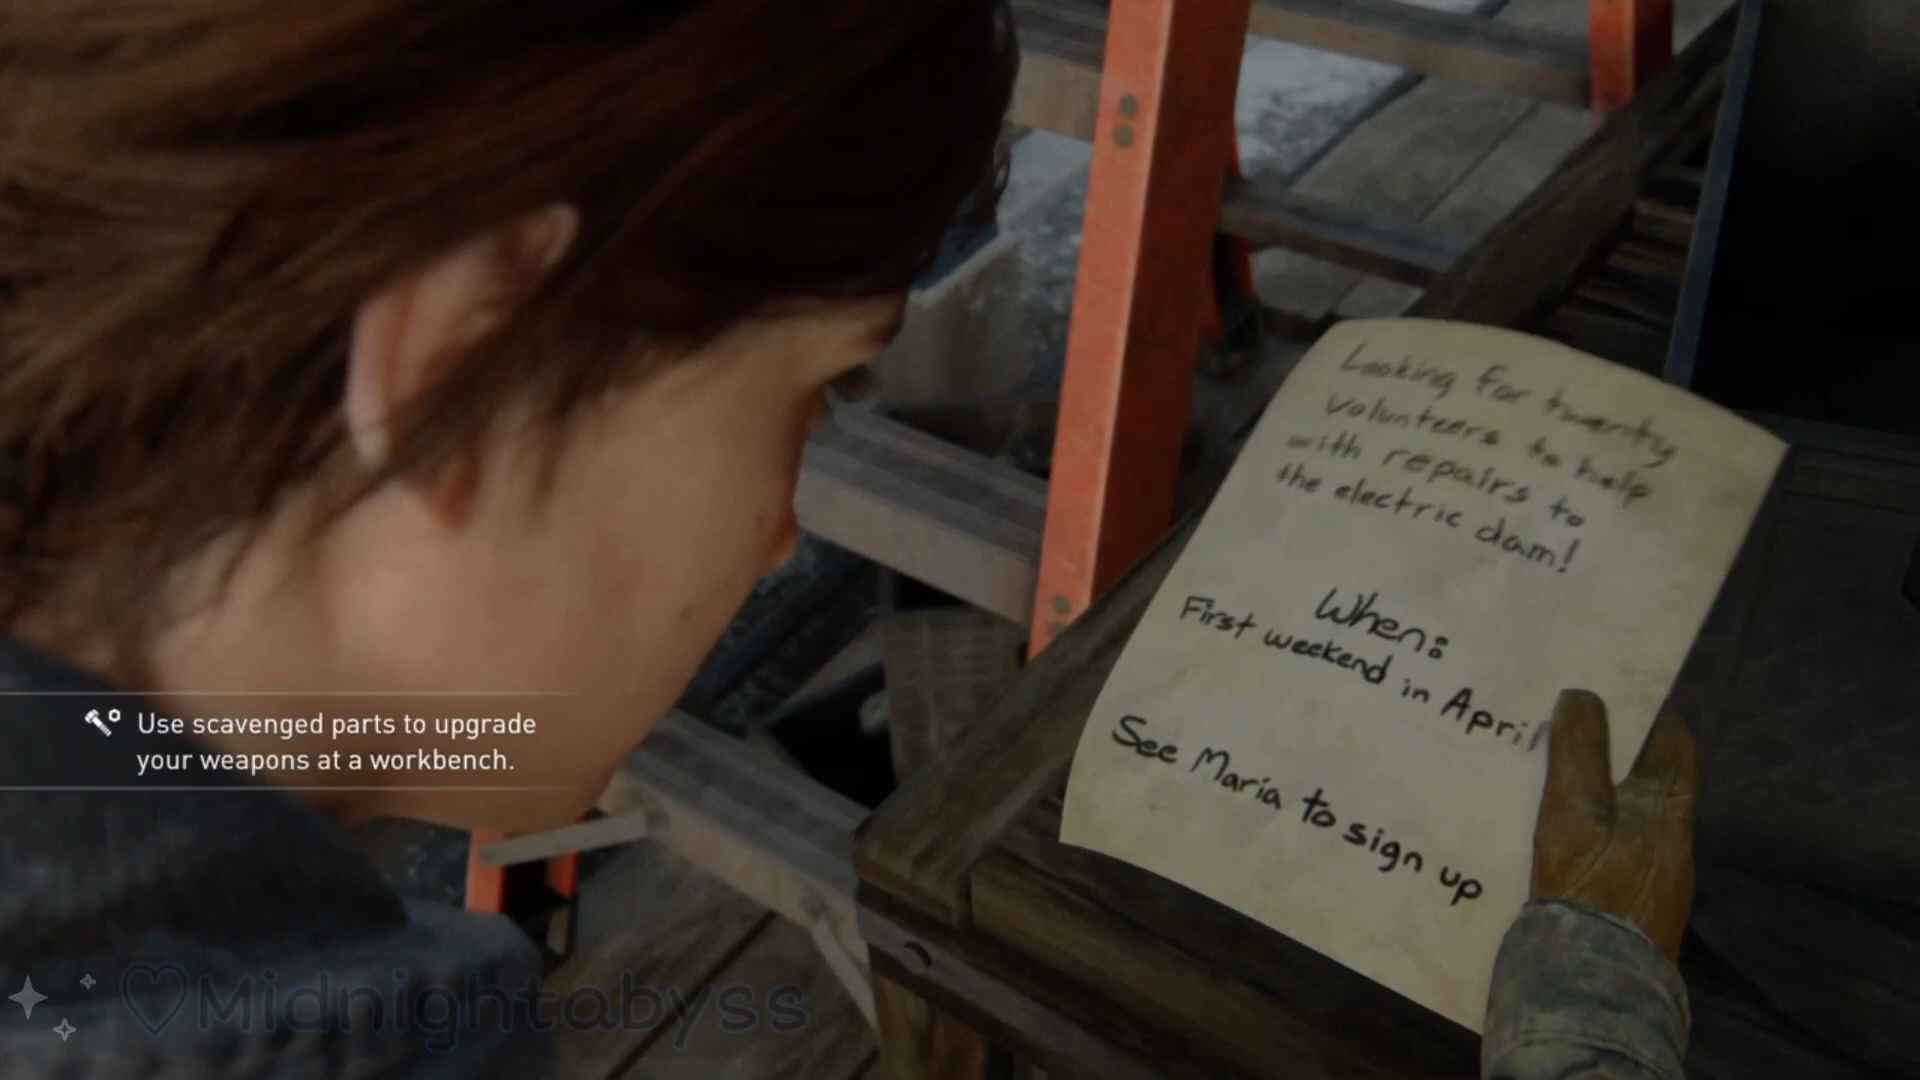 Looking for twenty
volunteers to help
with repairs to
the electric dam!
When:
First weekend in April
See Maria to sign up
Use scavenged parts to upgrade
your weapons at a workbench.
♡Midnightabyss